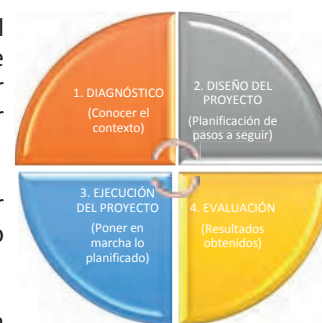 1. DIAGNÓSTICO
(Conocer el
contexto)
2. DISEÑO DEL
PROYECTO
(Planificación de
pasos a seguir)
3. EJECUCIÓN
DEL PROYECTO
(Poner en
marcha lo
planificado)
4. EVALUACIÓN
(Resultados
obtenidos)